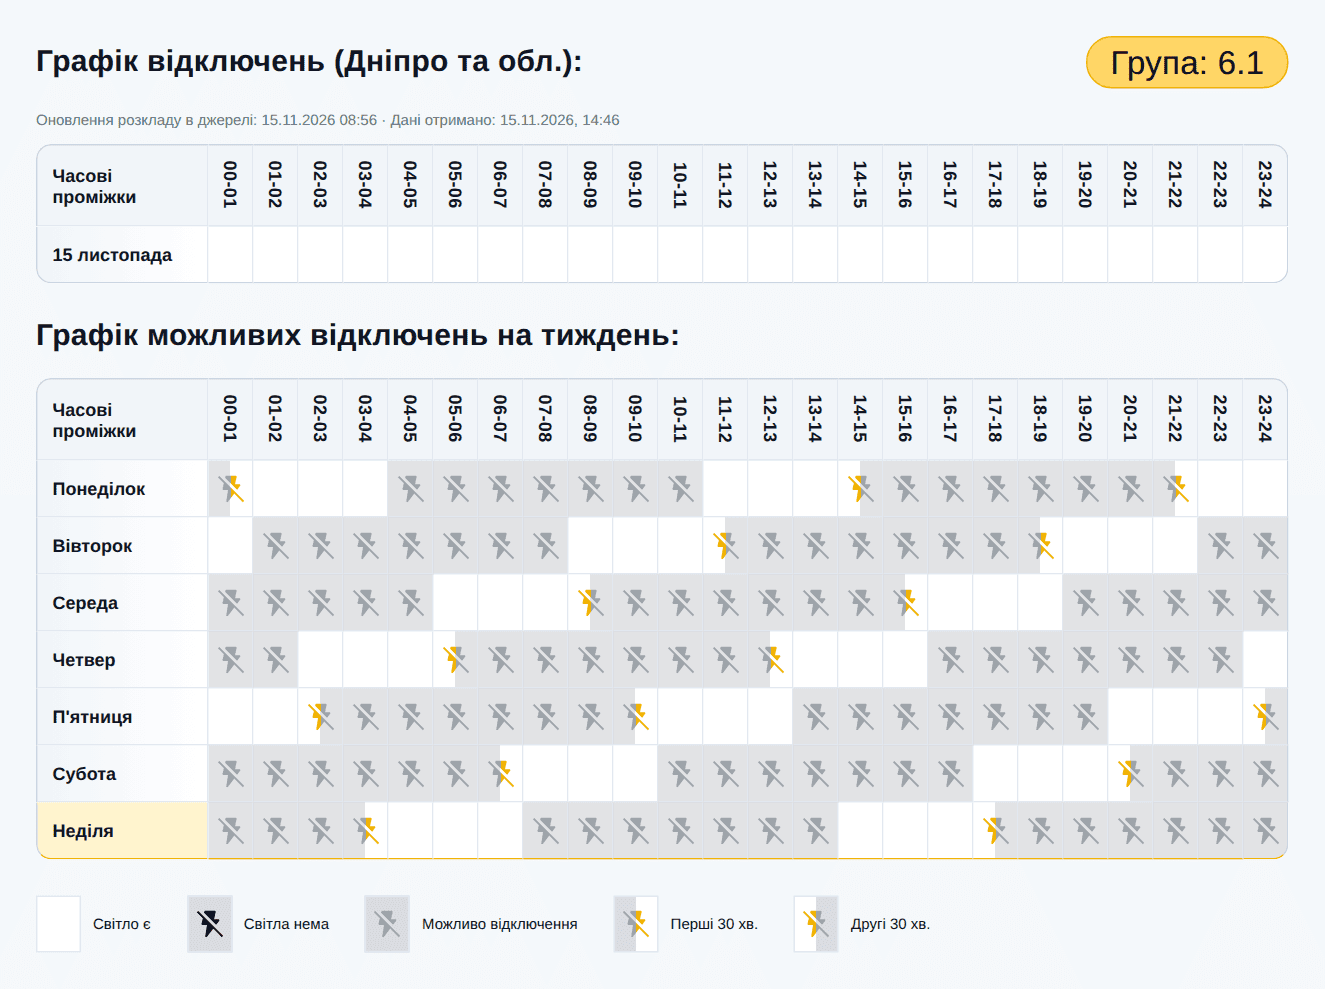 Графік відключень (Дніпро та обл.):
Група: 6.1
Оновлення розкладу в джерелі: 15.11.2026 08:56 · Дані отримано: 15.11.2026, 14:46
Часові проміжки 00-01 01-02 02-03 03-04 04-05 05-06 06-07 07-08 08-09 09-10 10-11 11-12 12-13 13-14 14-15 15-16 16-17 17-18 18-19 19-20 20-21 21-22 22-23 23-24
15 листопада
Графік можливих відключень на тиждень:
Часові проміжки 00-01 01-02 02-03 03-04 04-05 05-06 06-07 07-08 08-09 09-10 10-11 11-12 12-13 13-14 14-15 15-16 16-17 17-18 18-19 19-20 20-21 21-22 22-23 23-24
Понеділок
Вівторок
Середа
Четвер
П'ятниця
Субота
Неділя
Світло є Світла нема Можливо відключення Перші 30 хв. Другі 30 хв.